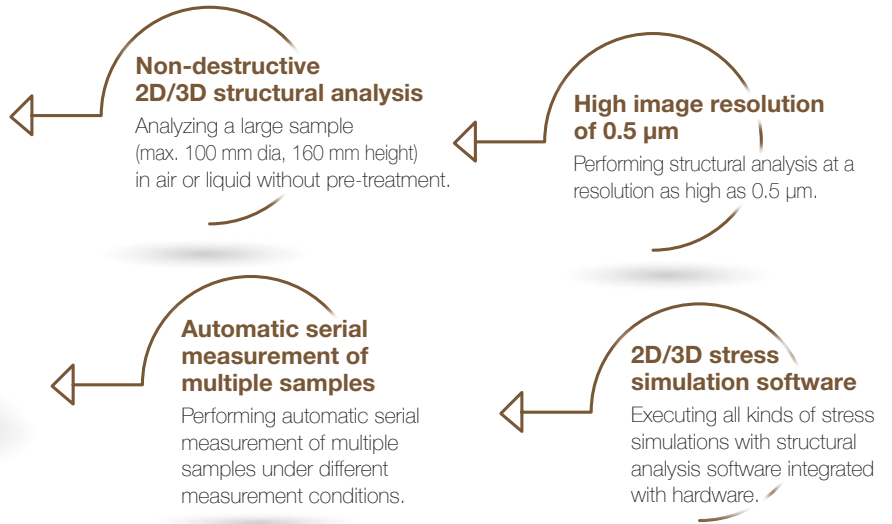 Non-destructive
2D/3D structural analysis
Analyzing a large sample
(max. 100 mm dia, 160 mm height)
in air or liquid without pre-treatment.
High image resolution
of 0.5 µm
Performing structural analysis at a
resolution as high as 0.5 µm.
Automatic serial
measurement of
multiple samples
Performing automatic serial
measurement of multiple
samples under different
measurement conditions.
2D/3D stress
simulation software
Executing all kinds of stress
simulations with structural
analysis software integrated
with hardware.